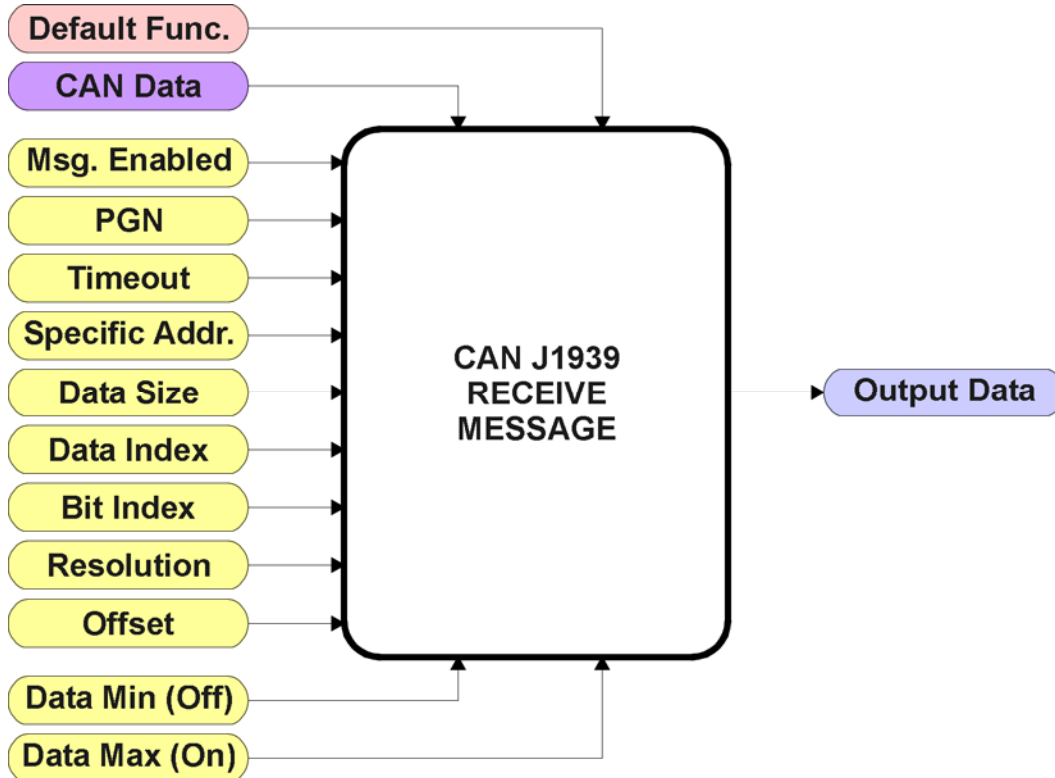 Default Func.
CAN Data
Msg. Enabled
PGN
Timeout
Specific Addr.
Data Size
Data Index
Bit Index
Resolution
Offset
Data Min (Off)
Data Max (On)
CAN J1939
RECEIVE
MESSAGE
Output Data